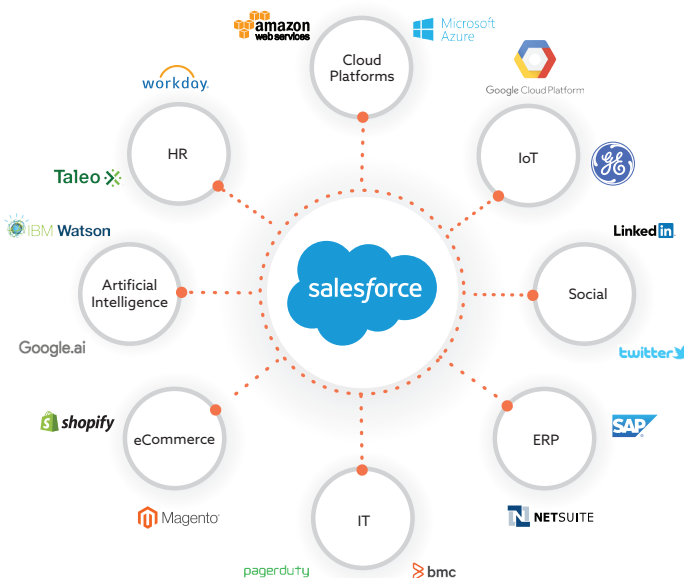 amazon
web services
Cloud
Platforms
Microsoft
Azure
Google Cloud Platform
workday
HR
IoT
GE
Taleo
IBM Watson
LinkedIn
Artificial
Intelligence
salesforce
Social
Google.ai
twitter
shopify
eCommerce
ERP
SAP
Magento
IT
N NETSUITE
pagerduty
bmc